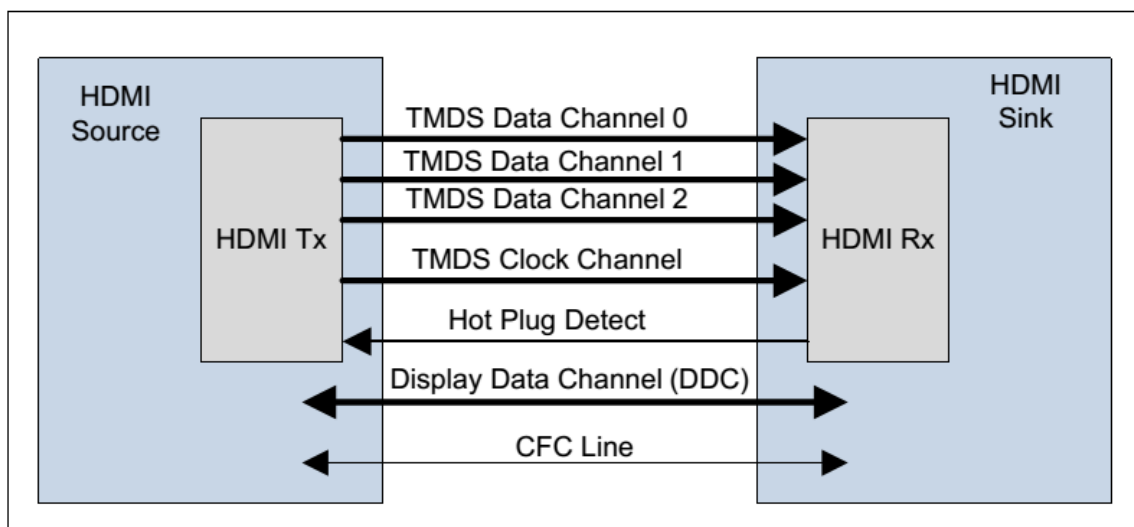 HDMI
Source
HDMI
Sink
TMDS Data Channel 0
TMDS Data Channel 1
TMDS Data Channel 2
HDMI Tx
HDMI Rx
TMDS Clock Channel
Hot Plug Detect
Display Data Channel (DDC)
CFC Line